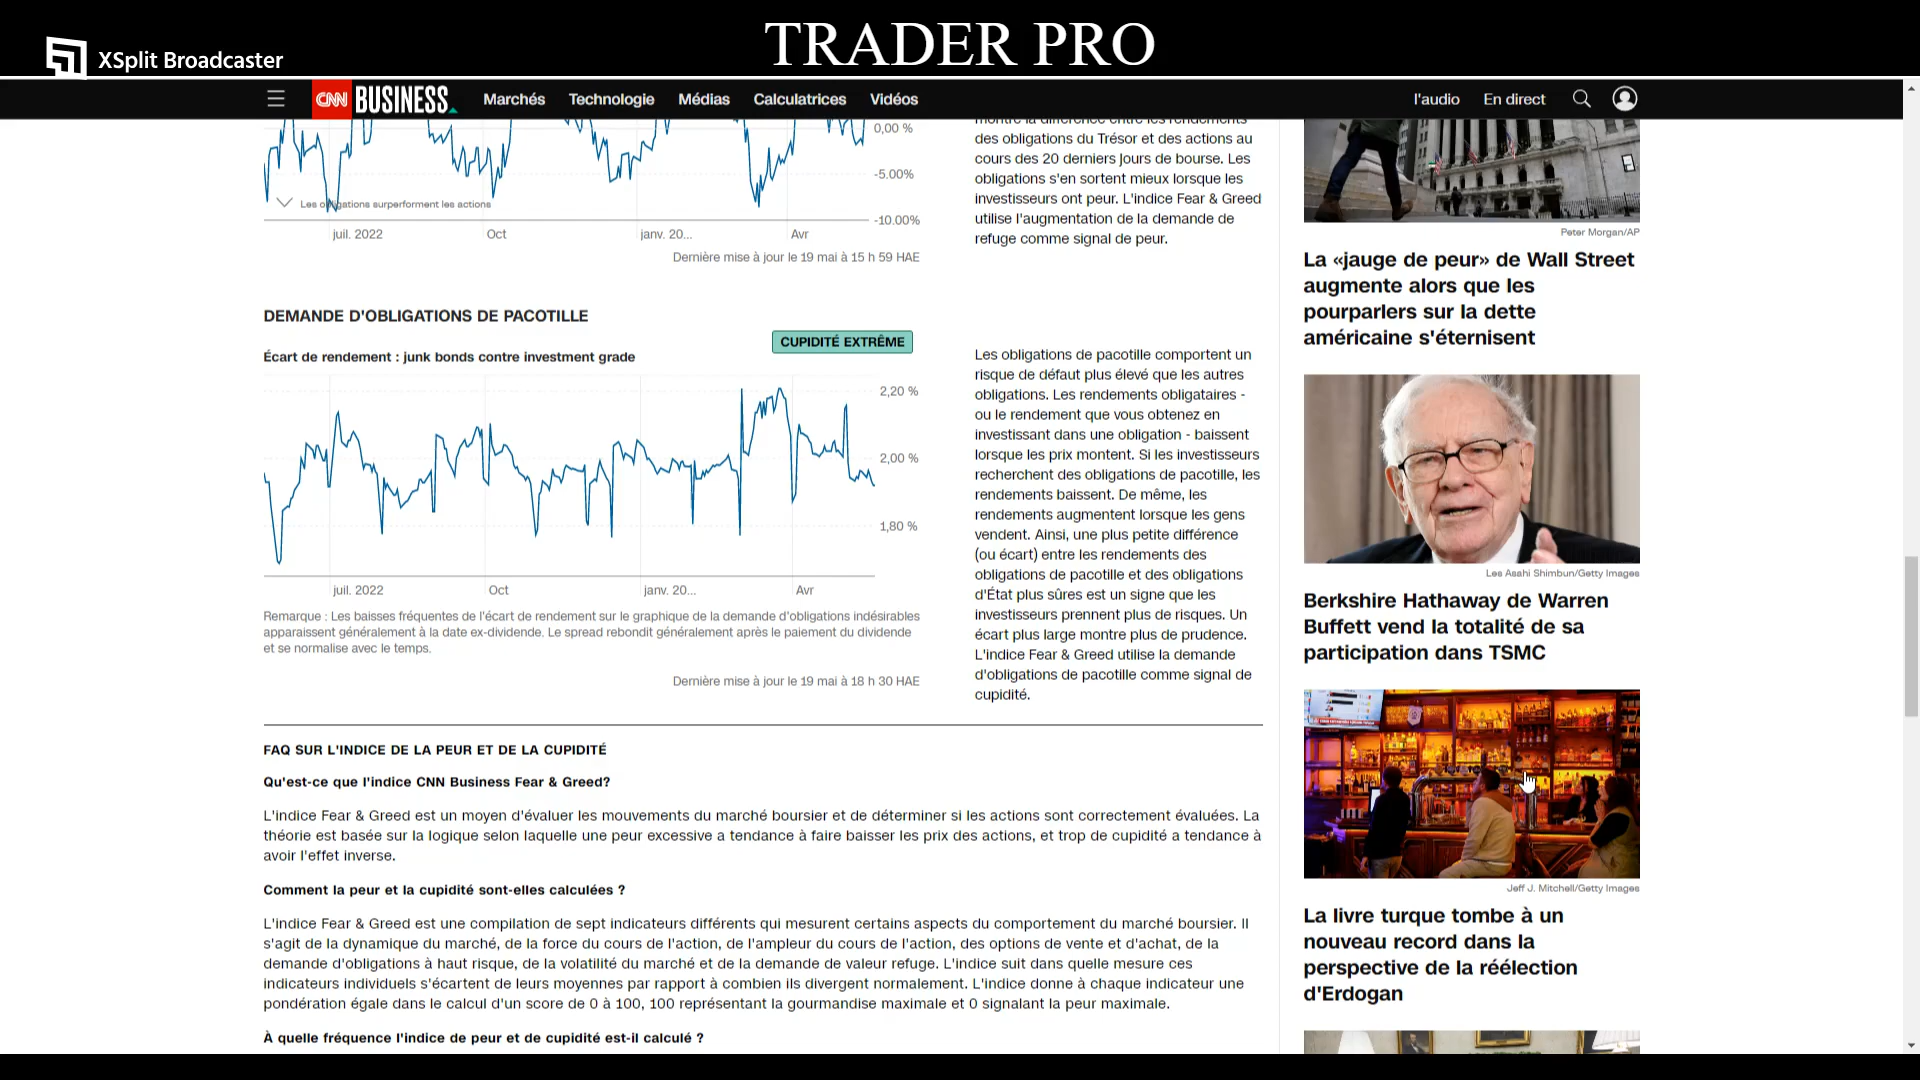 TRADER PRO
XSplit Broadcaster
CNN BUSINESS
Marchés
Technologie
Médias
Calculatrices
Vidéos
l'audio
En direct
0,00 %
-5.00%
-10.00%
Les obligations surperforment les actions
juil. 2022
Oct
janv. 20...
Avr
Dernière mise à jour le 19 mai à 15 h 59 HAE
montre la différence entre les rendements
des obligations du Trésor et des actions au
cours des 20 derniers jours de bourse. Les
obligations s'en sortent mieux lorsque les
investisseurs ont peur. L'indice Fear & Greed
utilise l'augmentation de la demande de
refuge comme signal de peur.
DEMANDE D'OBLIGATIONS DE PACOTILLE
CUPIDITÉ EXTRÊME
Écart de rendement : junk bonds contre investment grade
2,20 %
2,00 %
1,80 %
juil. 2022
Oct
janv. 20...
Avr
Remarque : Les baisses fréquentes de l'écart de rendement sur le graphique de la demande d'obligations indésirables
apparaissent généralement à la date ex-dividende. Le spread rebondit généralement après le paiement du dividende
et se normalise avec le temps.
Dernière mise à jour le 19 mai à 18 h 30 HAE
Les obligations de pacotille comportent un
risque de défaut plus élevé que les autres
obligations. Les rendements obligataires -
ou le rendement que vous obtenez en
investissant dans une obligation - baissent
lorsque les prix montent. Si les investisseurs
recherchent des obligations de pacotille, les
rendements baissent. De même, les
rendements augmentent lorsque les gens
vendent. Ainsi, une plus petite différence
(ou écart) entre les rendements des
obligations de pacotille et des obligations
d'État plus sûres est un signe que les
investisseurs prennent plus de risques. Un
écart plus large montre plus de prudence.
L'indice Fear & Greed utilise la demande
d'obligations de pacotille comme signal de
cupidité.
FAQ SUR L'INDICE DE LA PEUR ET DE LA CUPIDITÉ
Qu'est-ce que l'indice CNN Business Fear & Greed?
L'indice Fear & Greed est un moyen d'évaluer les mouvements du marché boursier et de déterminer si les actions sont correctement évaluées. La
théorie est basée sur la logique selon laquelle une peur excessive a tendance à faire baisser les prix des actions, et trop de cupidité a tendance à
avoir l'effet inverse.
Comment la peur et la cupidité sont-elles calculées ?
L'indice Fear & Greed est une compilation de sept indicateurs différents qui mesurent certains aspects du comportement du marché boursier. Il
s'agit de la dynamique du marché, de la force du cours de l'action, de l'ampleur du cours de l'action, des options de vente et d'achat, de la
demande d'obligations à haut risque, de la volatilité du marché et de la demande de valeur refuge. L'indice suit dans quelle mesure ces
indicateurs individuels s'écartent de leurs moyennes par rapport à combien ils divergent normalement. L'indice donne à chaque indicateur une
pondération égale dans le calcul d'un score de 0 à 100, 100 représentant la gourmandise maximale et 0 signalant la peur maximale.
À quelle fréquence l'indice de peur et de cupidité est-il calculé ?
Peter Morgan/AP
La «jauge de peur» de Wall Street
augmente alors que les
pourparlers sur la dette
américaine s'éternisent
Les Asahi Shimbun/Getty Images
Berkshire Hathaway de Warren
Buffett vend la totalité de sa
participation dans TSMC
Jeff J. Mitchell/Getty Images
La livre turque tombe à un
nouveau record dans la
perspective de la réélection
d'Erdogan